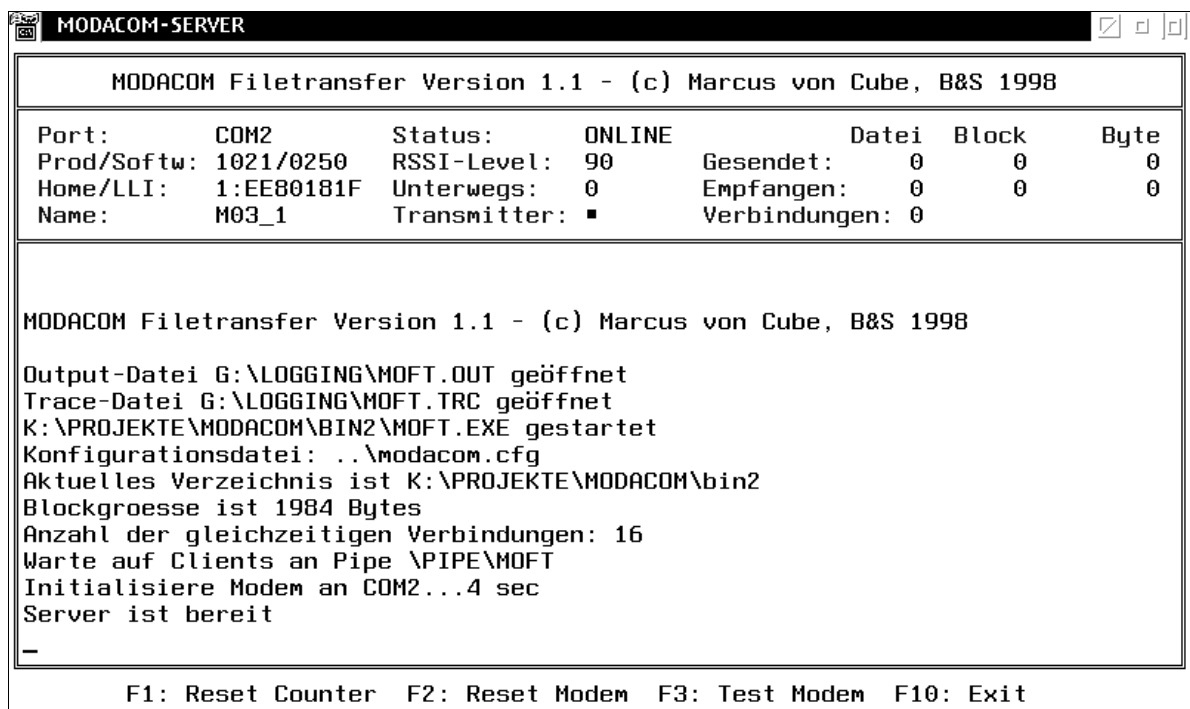 MODACOM-SERVER
MODACOM Filetransfer Version 1.1 - (c) Marcus von Cube, B&S 1998
Port: COM2 Status: ONLINE Datei Block Byte
Prod/Softw: 1021/0250 RSSI-Level: 90 Gesendet: 0 0 0
Home/LLI: 1:EE80181F Unterwegs: 0 Empfangen: 0 0 0
Name: M03_1 Transmitter: ▪ Verbindungen: 0
MODACOM Filetransfer Version 1.1 - (c) Marcus von Cube, B&S 1998
Output-Datei G:\LOGGING\MOFT.OUT geöffnet
Trace-Datei G:\LOGGING\MOFT.TRC geöffnet
K:\PROJEKTE\MODACOM\BIN2\MOFT.EXE gestartet
Konfigurationsdatei: ..\modacom.cfg
Aktuelles Verzeichnis ist K:\PROJEKTE\MODACOM\bin2
Blockgroesse ist 1984 Bytes
Anzahl der gleichzeitigen Verbindungen: 16
Warte auf Clients an Pipe \PIPE\MOFT
Initialisiere Modem an COM2...4 sec
Server ist bereit
_
F1: Reset Counter F2: Reset Modem F3: Test Modem F10: Exit